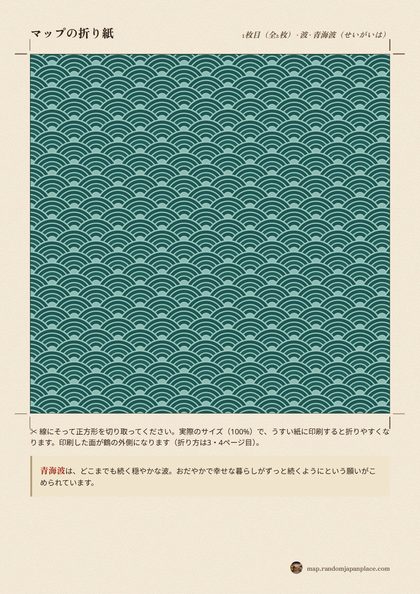 マップの折り紙
1枚目（全5枚）· 波·青海波（せいがいは）
✂ 線にそって正方形を切り取ってください。実際のサイズ（100%）で、うすい紙に印刷すると折りやすくな
ります。印刷した面が鶴の外側になります（折り方は3・4ページ目）。
青海波は、どこまでも続く穏やかな波。おだやかで幸せな暮らしがずっと続くようにという願いがこ
められています。
map.randomjapanplace.com